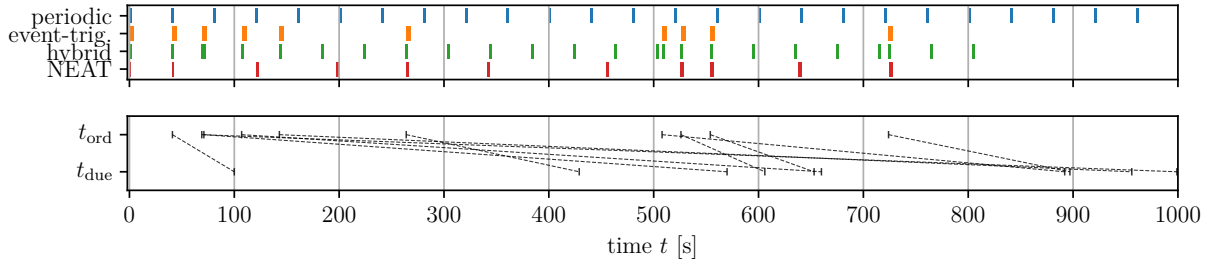 periodic
event-trig.
hybrid
NEAT
t_ord
t_due
0 100 200 300 400 500 600 700 800 900 1000
time t [s]